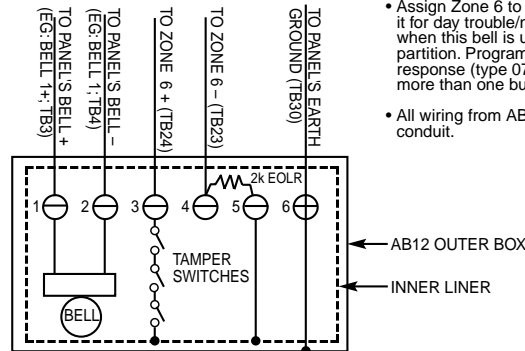 TO PANEL'S BELL +
(EG: BELL 1+; TB3)
TO PANEL'S BELL –
(EG: BELL 1; TB4)
TO ZONE 6 + (TB24)
TO ZONE 6 – (TB23)
TO PANEL'S EARTH
GROUND (TB30)
• Assign Zone 6 to
it for day trouble/
when this bell is
partition. Program
response (type 07
more than one
• All wiring from AB
conduit.
2k EOLR
1 2 3 4 5 6
TAMPER
SWITCHES
BELL
AB12 OUTER BOX
INNER LINER